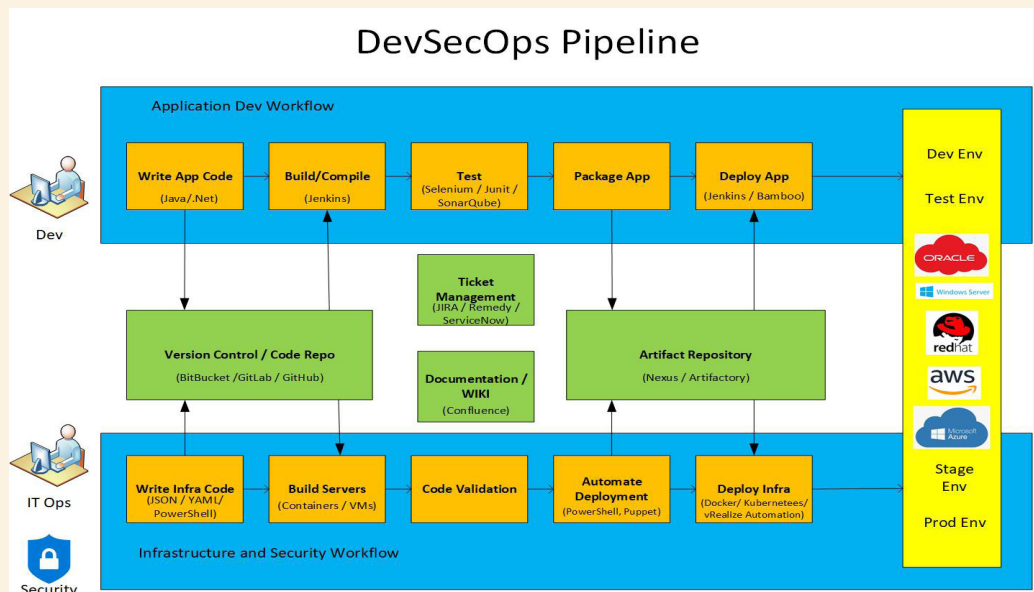 DevSecOps Pipeline
Application Dev Workflow
Write App Code
(Java/.Net)
Build/Compile
(Jenkins)
Test
(Selenium / Junit /
SonarQube)
Package App
Deploy App
(Jenkins / Bamboo)
Dev
Ticket
Management
(JIRA / Remedy /
ServiceNow)
Version Control / Code Repo
(BitBucket /GitLab / GitHub)
Documentation /
WIKI
(Confluence)
Artifact Repository
(Nexus / Artifactory)
IT Ops
Write Infra Code
(JSON / YAML/
PowerShell)
Build Servers
(Containers / VMs)
Code Validation
Automate
Deployment
(PowerShell, Puppet)
Deploy Infra
(Docker/ Kubernetees/
vRealize Automation)
Infrastructure and Security Workflow
Security
Dev Env
Test Env
ORACLE
Windows Server
redhat
aws
Microsoft
Azure
Stage
Env
Prod Env